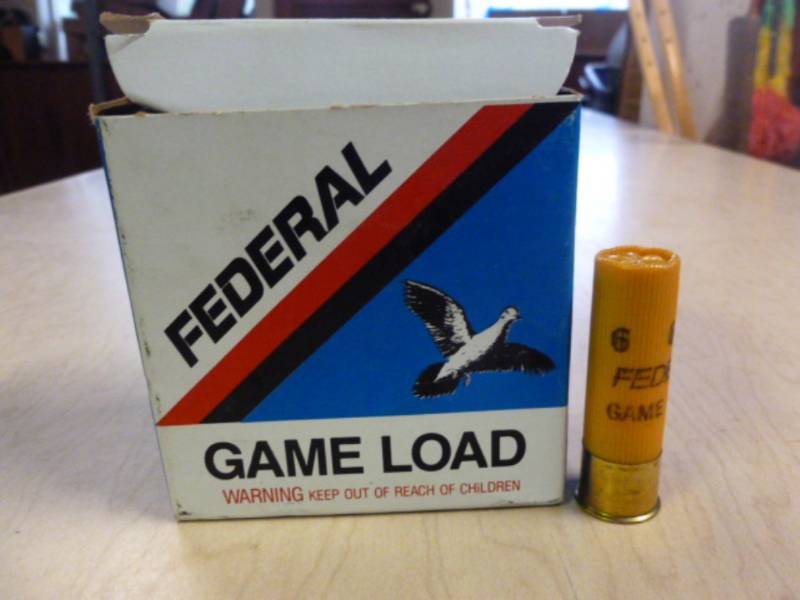 FEDERAL
GAME LOAD
WARNING KEEP OUT OF REACH OF CHILDREN
6
FEDE
GAME